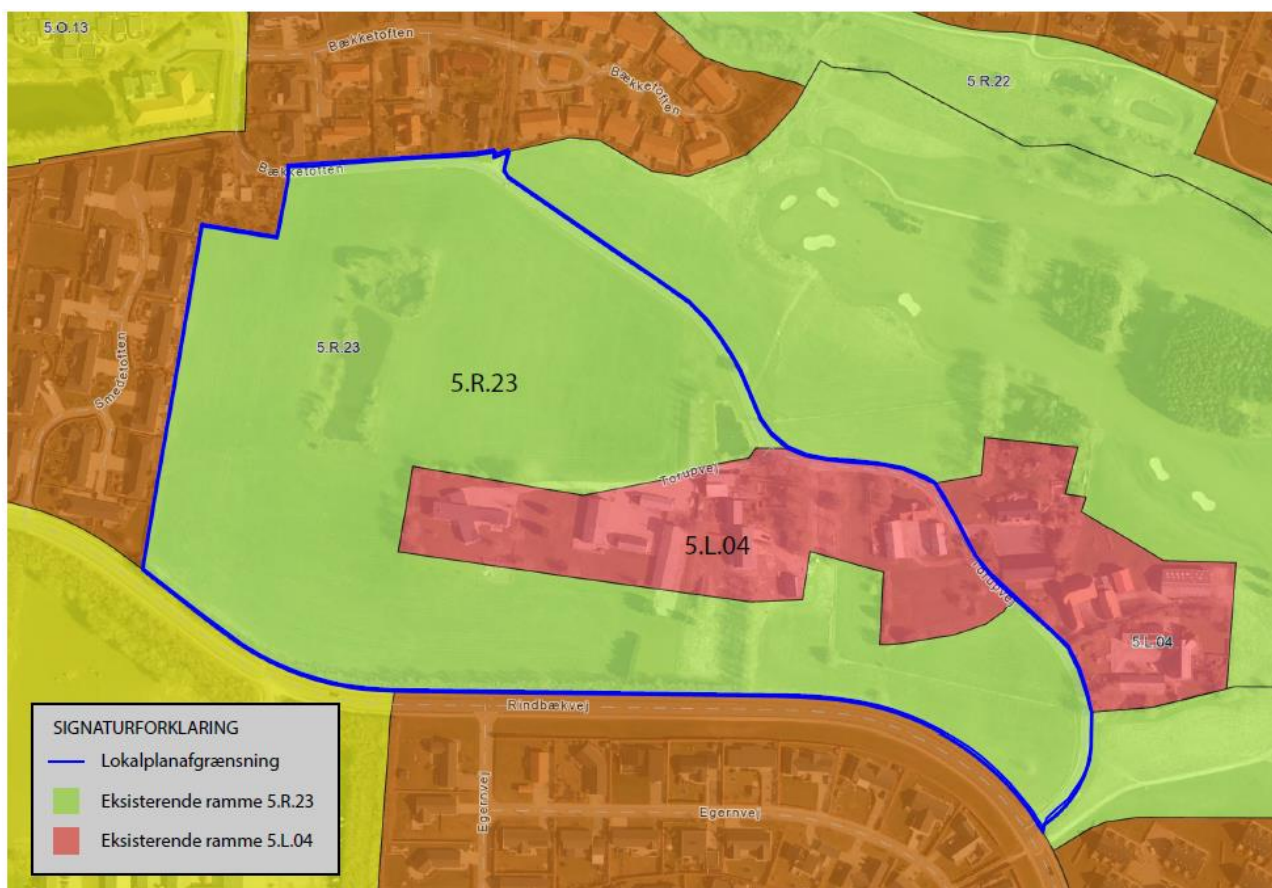 5.O.13
Bækketoften
Bækketoften
5.R.22
Bækketoften
5.R.23
5.R.23
Smedetoften
Torupvej
5.L.04
Torupvej
5.L.04
Rindbækvej
Egernvej
Egernvej
SIGNATURFORKLARING
Lokalplanafgrænsning
Eksisterende ramme 5.R.23
Eksisterende ramme 5.L.04